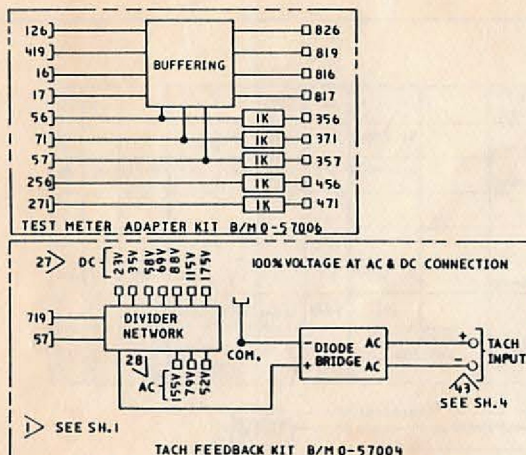 126 826
419 BUFFERING 819
16 816
17 817
56 1K 356
71 1K 371
57 1K 357
256 1K 456
271 1K 471
TEST METER ADAPTER KIT B/M O-57006
27 DC 23V 35V 58V 69V 88V 115V 175V 100% VOLTAGE AT AC & DC CONNECTION
719 DIVIDER
57 NETWORK
28 AC 155V 79V 52V
COM. - DIODE AC + TACH
+ BRIDGE AC - INPUT
43
SEE SH.4
1 SEE SH.1
TACH FEEDBACK KIT B/M O-57004